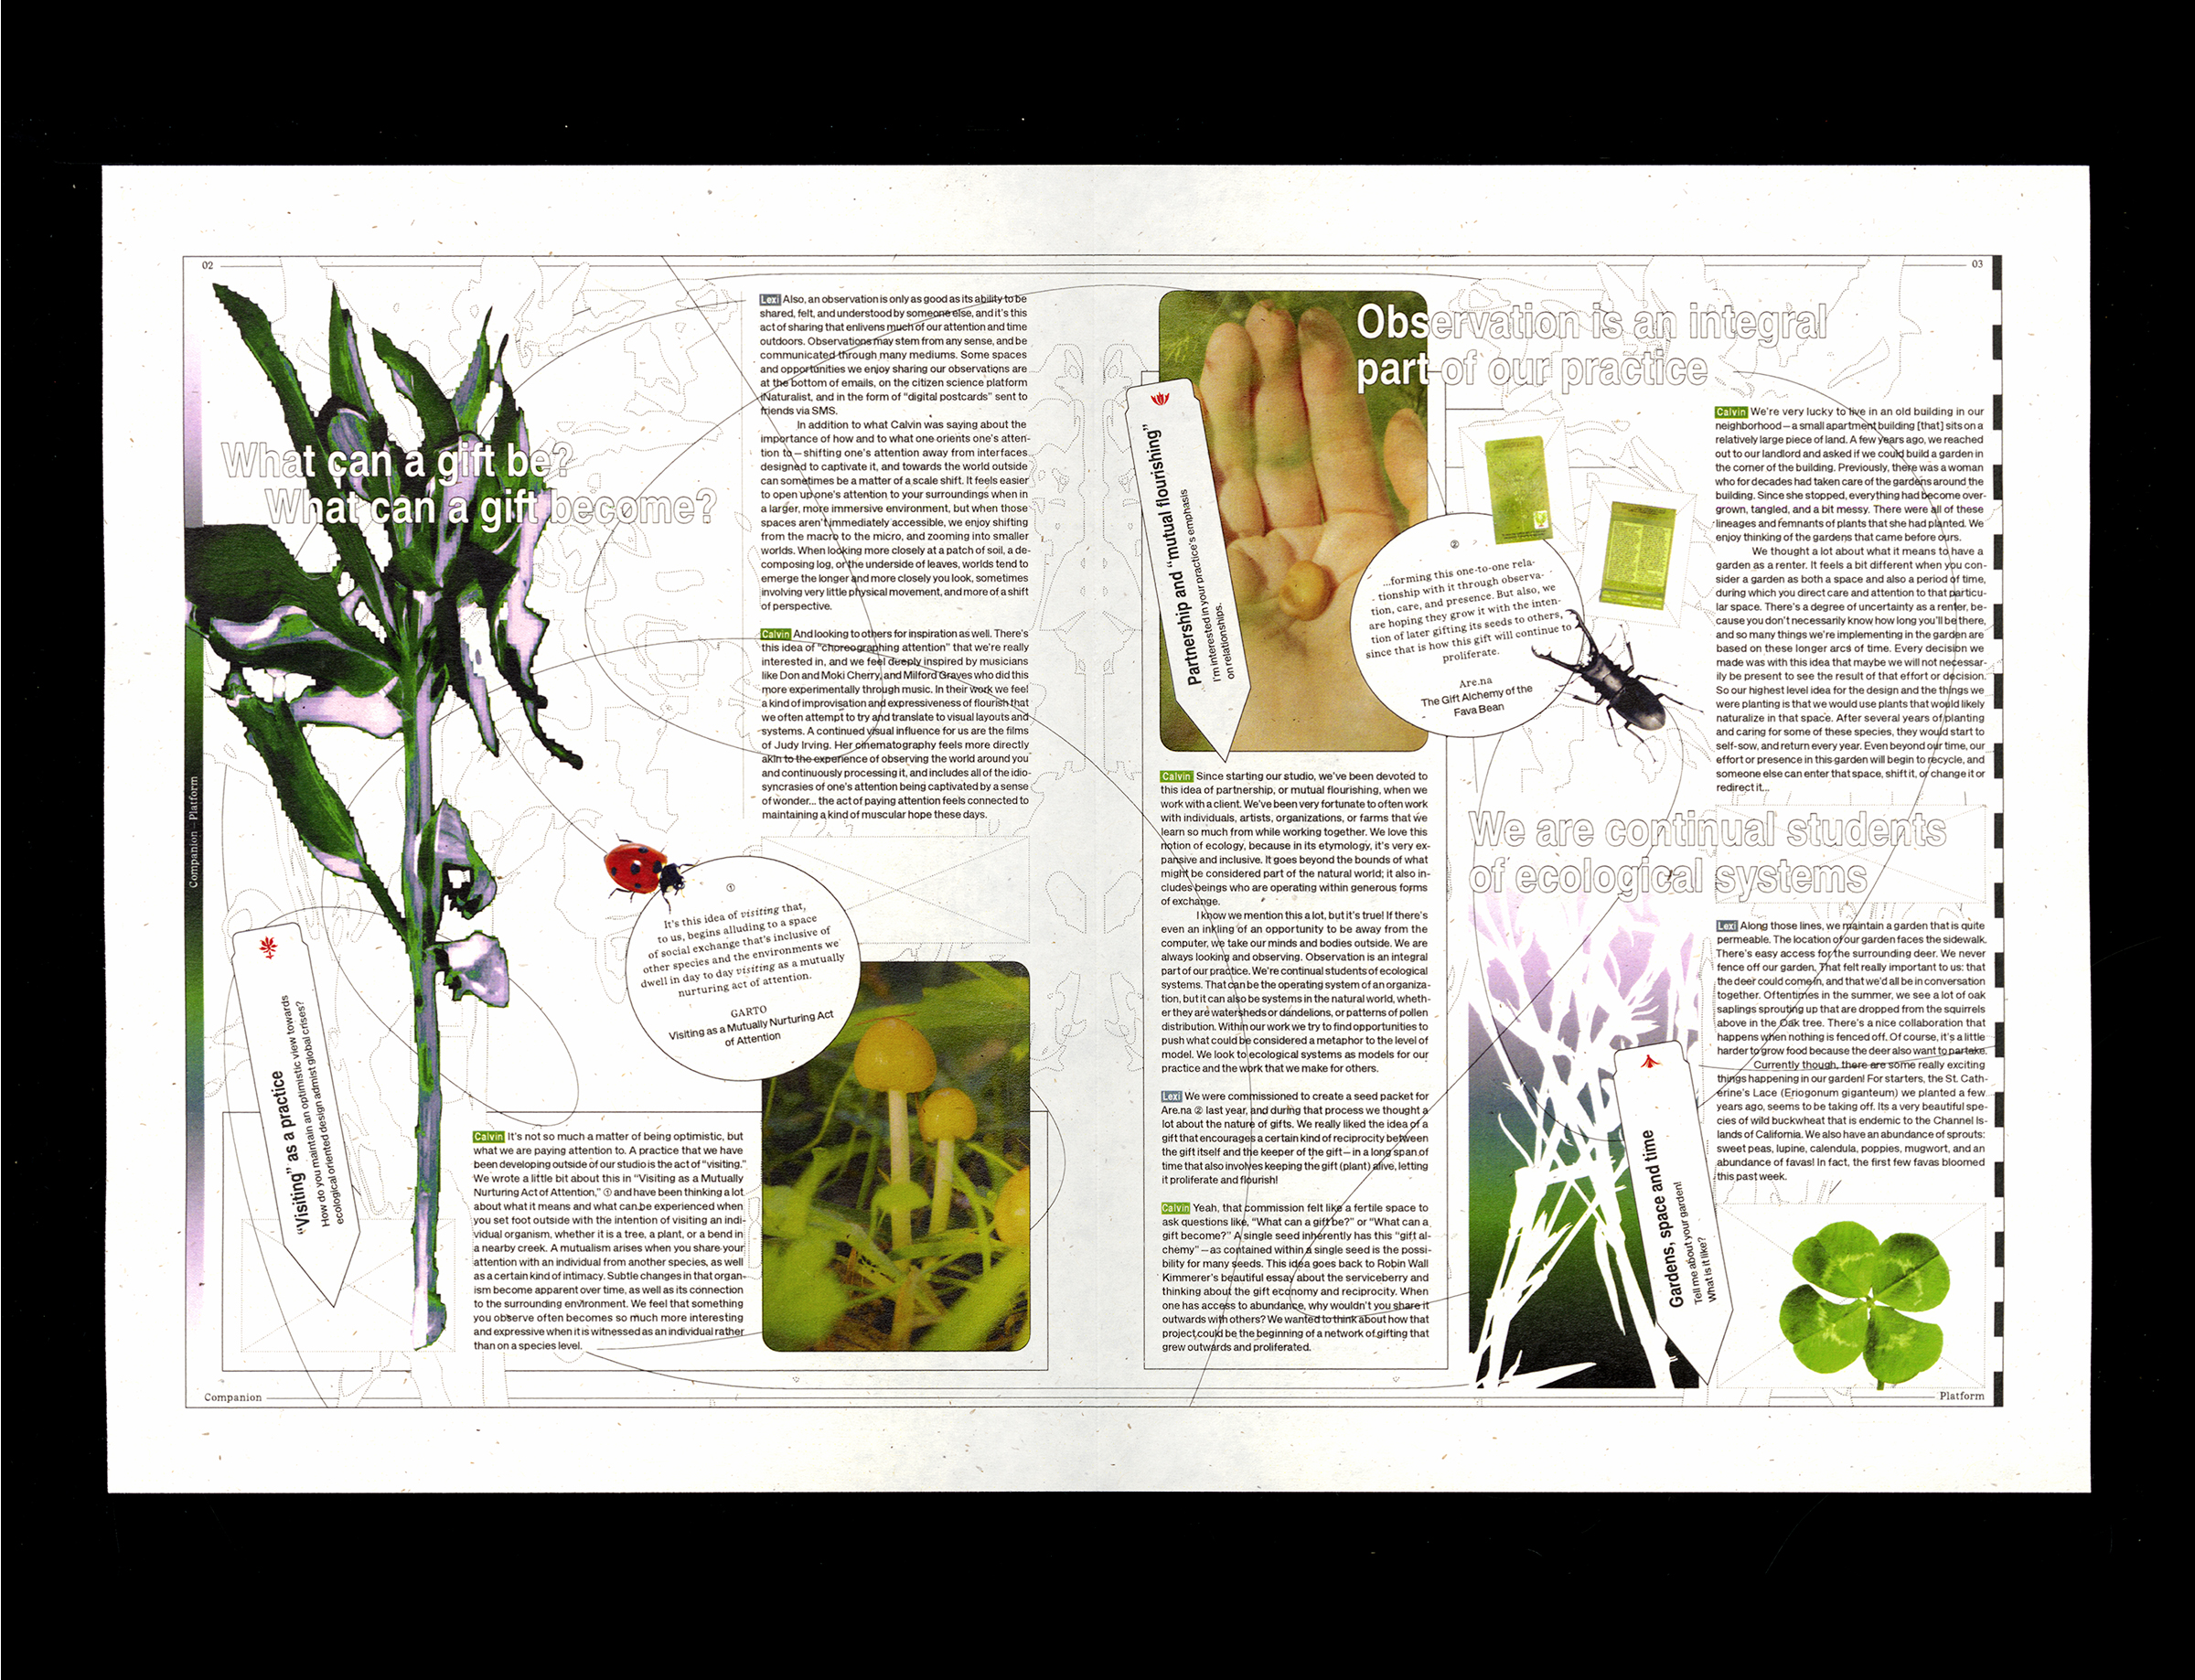 02
What can a gift be?
What can a gift become?
Companion – Platform
“Visiting” as a practice
How do you maintain an optimistic view towards
ecological oriented design admist global crises?
Calvin It’s not so much a matter of being optimistic, but
what we are paying attention to. A practice that we have
been developing outside of our studio is the act of “visiting.”
We wrote a little bit about this in “Visiting as a Mutually
Nurturing Act of Attention,” ① and have been thinking a lot
about what it means and what can be experienced when
you set foot outside with the intention of visiting an indi-
vidual organism, whether it is a tree, a plant, or a bend in
a nearby creek. A mutualism arises when you share your
attention with an individual from another species, as well
as a certain kind of intimacy. Subtle changes in that organ-
ism become apparent over time, as well as its connection
to the surrounding environment. We feel that something
you observe often becomes so much more interesting
and expressive when it is witnessed as an individual rather
than on a species level.
Lexi Also, an observation is only as good as its ability to be
shared, felt, and understood by someone else, and it’s this
act of sharing that enlivens much of our attention and time
outdoors. Observations may stem from any sense, and be
communicated through many mediums. Some spaces
and opportunities we enjoy sharing our observations are
at the bottom of emails, on the citizen science platform
iNaturalist, and in the form of “digital postcards” sent to
friends via SMS.
In addition to what Calvin was saying about the
importance of how and to what one orients one’s atten-
tion to – shifting one’s attention away from interfaces
designed to captivate it, and towards the world outside
can sometimes be a matter of a scale shift. It feels easier
to open up one’s attention to your surroundings when in
a larger, more immersive environment, but when those
spaces aren’t immediately accessible, we enjoy shifting
from the macro to the micro, and zooming into smaller
worlds. When looking more closely at a patch of soil, a de-
composing log, or the underside of leaves, worlds tend to
emerge the longer and more closely you look, sometimes
involving very little physical movement, and more of a shift
of perspective.
Calvin And looking to others for inspiration as well. There’s
this idea of “choreographing attention” that we’re really
interested in, and we feel deeply inspired by musicians
like Don and Moki Cherry, and Milford Graves who did this
more experimentally through music. In their work we feel
a kind of improvisation and expressiveness of flourish that
we often attempt to try and translate to visual layouts and
systems. A continued visual influence for us are the films
of Judy Irving. Her cinematography feels more directly
akin to the experience of observing the world around you
and continuously processing it, and includes all of the idio-
syncrasies of one’s attention being captivated by a sense
of wonder... the act of paying attention feels connected to
maintaining a kind of muscular hope these days.
①
It’s this idea of visiting that,
to us, begins alluding to a space
of social exchange that’s inclusive of
other species and the environments we
dwell in day to day visiting as a mutually
nurturing act of attention.
GARTO
Visiting as a Mutually Nurturing Act
of Attention
Companion
03
Observation is an integral
part of our practice
Partnership and “mutual flourishing”
I’m interested in your practice’s emphasis
on relationships.
②
...forming this one-to-one rela-
tionship with it through observa-
tion, care, and presence. But also, we
are hoping they grow it with the inten-
tion of later gifting its seeds to others,
since that is how this gift will continue to
proliferate.
Are.na
The Gift Alchemy of the
Fava Bean
Calvin Since starting our studio, we’ve been devoted to
this idea of partnership, or mutual flourishing, when we
work with a client. We’ve been very fortunate to often work
with individuals, artists, organizations, or farms that we
learn so much from while working together. We love this
notion of ecology, because in its etymology, it’s very ex-
pansive and inclusive. It goes beyond the bounds of what
might be considered part of the natural world; it also in-
cludes beings who are operating within generous forms
of exchange.
I know we mention this a lot, but it’s true! If there’s
even an inkling of an opportunity to be away from the
computer, we take our minds and bodies outside. We are
always looking and observing. Observation is an integral
part of our practice. We’re continual students of ecological
systems. That can be the operating system of an organiza-
tion, but it can also be systems in the natural world, wheth-
er they are watersheds or dandelions, or patterns of pollen
distribution. Within our work we try to find opportunities to
push what could be considered a metaphor to the level of
model. We look to ecological systems as models for our
practice and the work that we make for others.
Lexi We were commissioned to create a seed packet for
Are.na ② last year, and during that process we thought a
lot about the nature of gifts. We really liked the idea of a
gift that encourages a certain kind of reciprocity between
the gift itself and the keeper of the gift – in a long span of
time that also involves keeping the gift (plant) alive, letting
it proliferate and flourish!
Calvin Yeah, that commission felt like a fertile space to
ask questions like, “What can a gift be?” or “What can a
gift become?” A single seed inherently has this “gift al-
chemy” – as contained within a single seed is the possi-
bility for many seeds. This idea goes back to Robin Wall
Kimmerer’s beautiful essay about the serviceberry and
thinking about the gift economy and reciprocity. When
one has access to abundance, why wouldn’t you share it
outwards with others? We wanted to think about how that
project could be the beginning of a network of gifting that
grew outwards and proliferated.
Calvin We’re very lucky to live in an old building in our
neighborhood – a small apartment building [that] sits on a
relatively large piece of land. A few years ago, we reached
out to our landlord and asked if we could build a garden in
the corner of the building. Previously, there was a woman
who for decades had taken care of the gardens around the
building. Since she stopped, everything had become over-
grown, tangled, and a bit messy. There were all of these
lineages and remnants of plants that she had planted. We
enjoy thinking of the gardens that came before ours.
We thought a lot about what it means to have a
garden as a renter. It feels a bit different when you con-
sider a garden as both a space and also a period of time,
during which you direct care and attention to that particu-
lar space. There’s a degree of uncertainty as a renter, be-
cause you don’t necessarily know how long you’ll be there,
and so many things we’re implementing in the garden are
based on these longer arcs of time. Every decision we
made was with this idea that maybe we will not necessar-
ily be present to see the result of that effort or decision.
So our highest level idea for the design and the things we
were planting is that we would use plants that would likely
naturalize in that space. After several years of planting
and caring for some of these species, they would start to
self-sow, and return every year. Even beyond our time, our
effort or presence in this garden will begin to recycle, and
someone else can enter that space, shift it, or change it or
redirect it...
We are continual students
of ecological systems
Gardens, space and time
Tell me about your garden!
What is it like?
Lexi Along those lines, we maintain a garden that is quite
permeable. The location of our garden faces the sidewalk.
There’s easy access for the surrounding deer. We never
fence off our garden. That felt really important to us: that
the deer could come in, and that we’d all be in conversation
together. Oftentimes in the summer, we see a lot of oak
saplings sprouting up that are dropped from the squirrels
above in the Oak tree. There’s a nice collaboration that
happens when nothing is fenced off. Of course, it’s a little
harder to grow food because the deer also want to partake.
Currently though, there are some really exciting
things happening in our garden! For starters, the St. Cath-
erine’s Lace (Eriogonum giganteum) we planted a few
years ago, seems to be taking off. Its a very beautiful spe-
cies of wild buckwheat that is endemic to the Channel Is-
lands of California. We also have an abundance of sprouts:
sweet peas, lupine, calendula, poppies, mugwort, and an
abundance of favas! In fact, the first few favas bloomed
this past week.
Platform